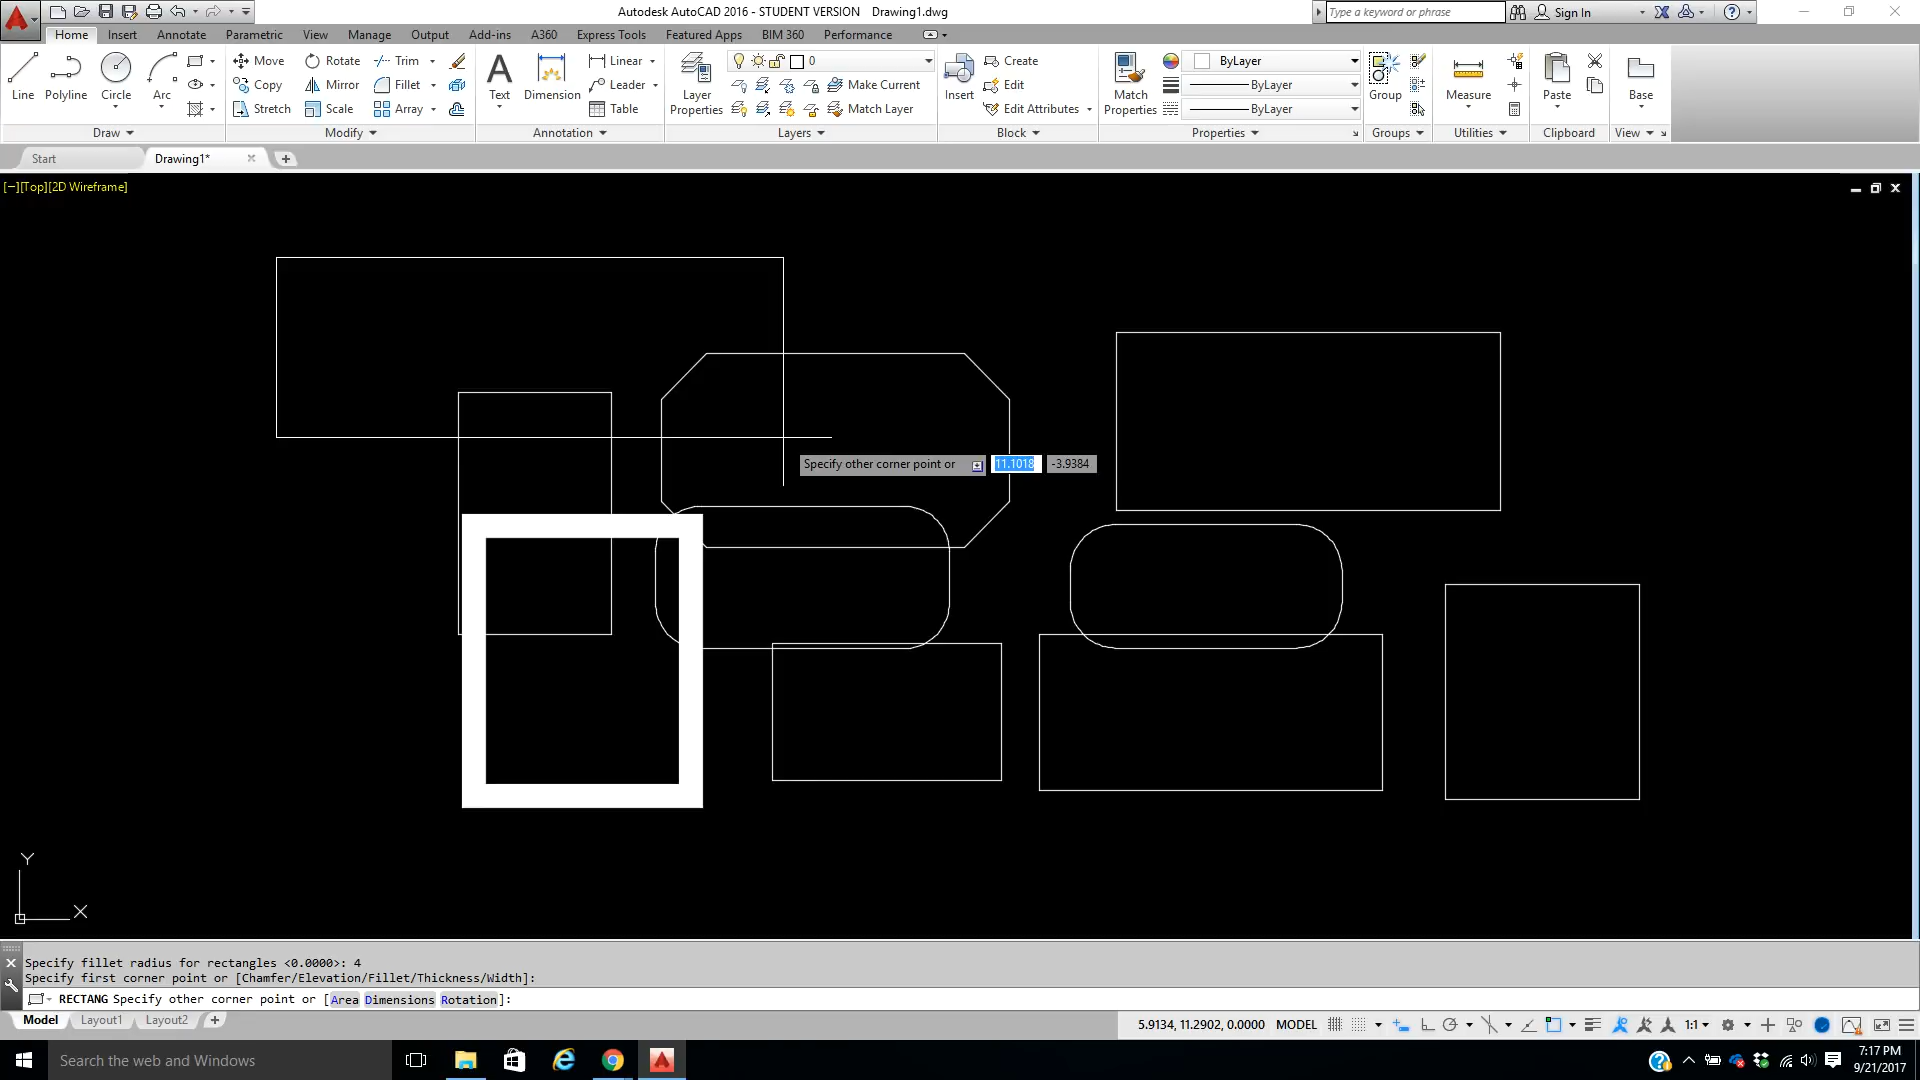 Autodesk AutoCAD 2016 - STUDENT VERSION Drawing1.dwg
Type a keyword or phrase
Sign In
Home Insert Annotate Parametric View Manage Output Add-ins A360 Express Tools Featured Apps BIM 360 Performance
Line Polyline Circle Arc
Move Rotate Trim
Copy Mirror Fillet
Stretch Scale Array
Text Dimension
Linear
Leader
Table
Layer Properties
0
Make Current
Match Layer
Insert
Create
Edit
Edit Attributes
Match Properties
ByLayer
ByLayer
ByLayer
Group
Measure
Paste
Base
Draw Modify Annotation Layers Block Properties Groups Utilities Clipboard View
Start Drawing1*
[−][Top][2D Wireframe]
Specify other corner point or 11.1018 -3.9384
Y
X
Specify fillet radius for rectangles <0.0000>: 4
Specify first corner point or [Chamfer/Elevation/Fillet/Thickness/Width]:
RECTANG Specify other corner point or [Area Dimensions Rotation]:
Model Layout1 Layout2
5.9134, 11.2902, 0.0000 MODEL 1:1
Search the web and Windows
7:17 PM
9/21/2017